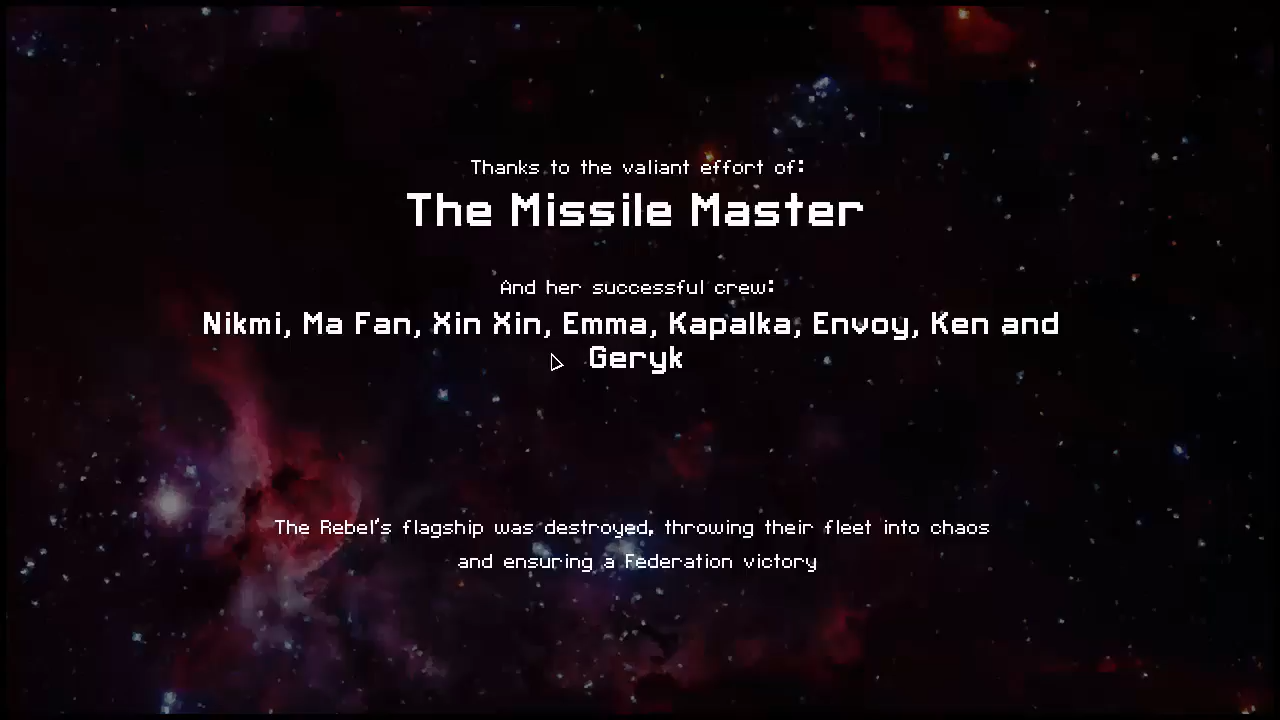 Thanks to the valiant effort of:
The Missile Master
And her successful crew:
Nikmi, Ma Fan, Xin Xin, Emma, Kapalka, Envoy, Ken and
Geryk
The Rebel's flagship was destroyed, throwing their fleet into chaos
and ensuring a Federation victory